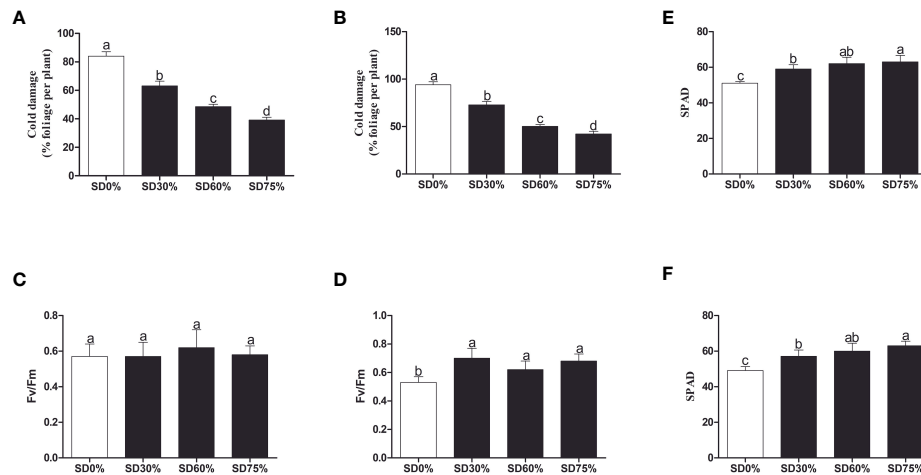 A
Cold damage
(% foliage per plant)
100
80
60
40
20
0
a
b
c
d
SD0% SD30% SD60% SD75%
B
Cold damage
(% foliage per plant)
150
100
50
0
a
b
c
d
SD0% SD30% SD60% SD75%
E
SPAD
80
60
40
20
0
c
b
ab
a
SD0% SD30% SD60% SD75%
C
Fv/Fm
0.8
0.6
0.4
0.2
0.0
a
a
a
a
SD0% SD30% SD60% SD75%
D
Fv/Fm
1.0
0.8
0.6
0.4
0.2
0.0
b
a
a
a
SD0% SD30% SD60% SD75%
F
SPAD
80
60
40
20
0
c
b
ab
a
SD0% SD30% SD60% SD75%